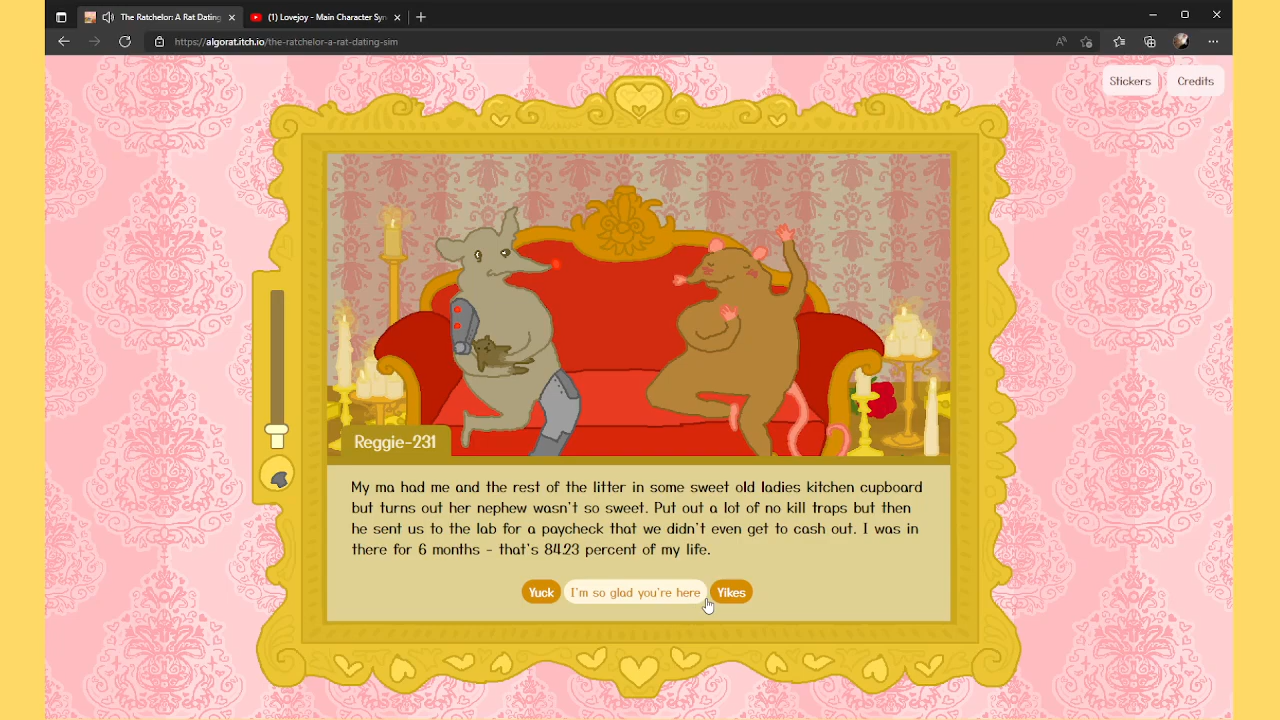 The Ratchelor: A Rat Dating
(1) Lovejoy - Main Character Syn
https://algorat.itch.io/the-ratchelor-a-rat-dating-sim
Stickers
Credits
Reggie-231
My ma had me and the rest of the litter in some sweet old ladies kitchen cupboard
but turns out her nephew wasn't so sweet. Put out a lot of no kill traps but then
he sent us to the lab for a paycheck that we didn't even get to cash out. I was in
there for 6 months - that's 84.23 percent of my life.
Yuck
I'm so glad you're here
Yikes